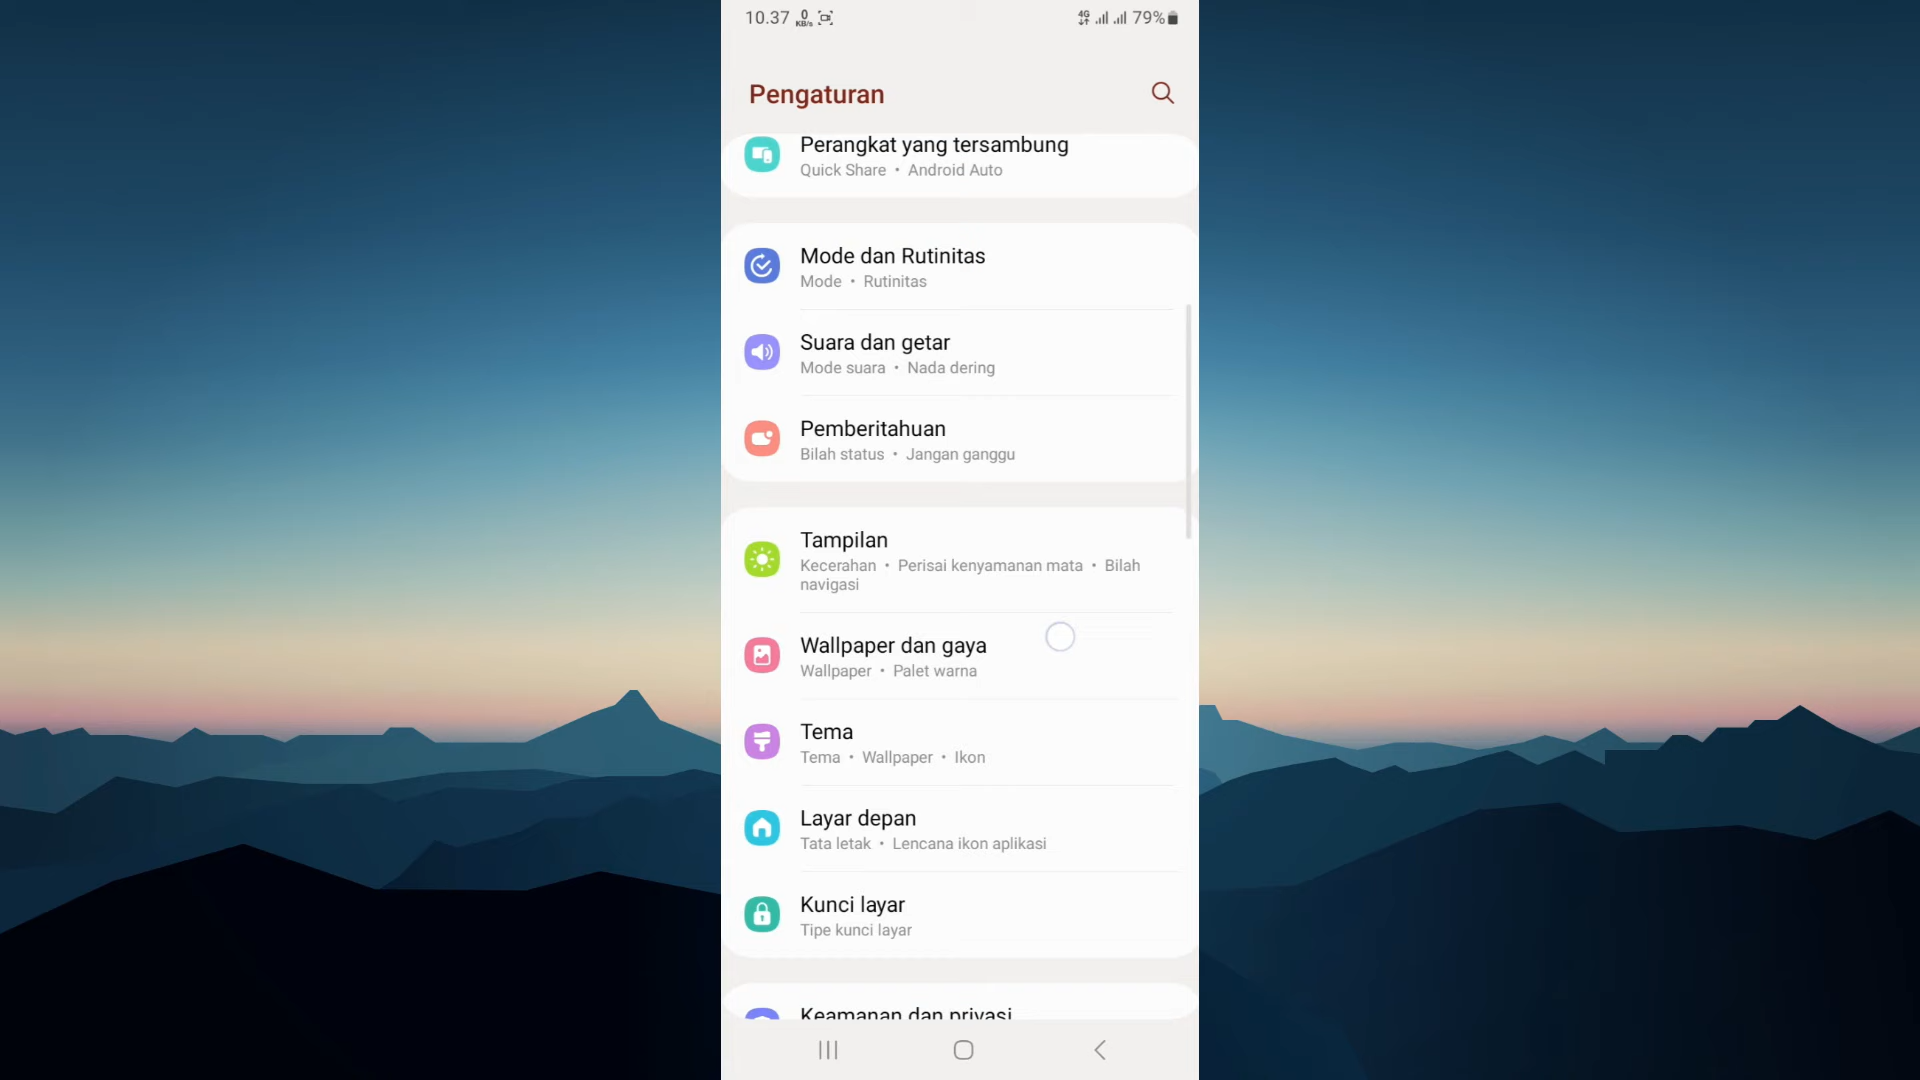 10.37 0 KB/s 4G 79%
Pengaturan
Perangkat yang tersambung
Quick Share • Android Auto
Mode dan Rutinitas
Mode • Rutinitas
Suara dan getar
Mode suara • Nada dering
Pemberitahuan
Bilah status • Jangan ganggu
Tampilan
Kecerahan • Perisai kenyamanan mata • Bilah
navigasi
Wallpaper dan gaya
Wallpaper • Palet warna
Tema
Tema • Wallpaper • Ikon
Layar depan
Tata letak • Lencana ikon aplikasi
Kunci layar
Tipe kunci layar
Keamanan dan privasi